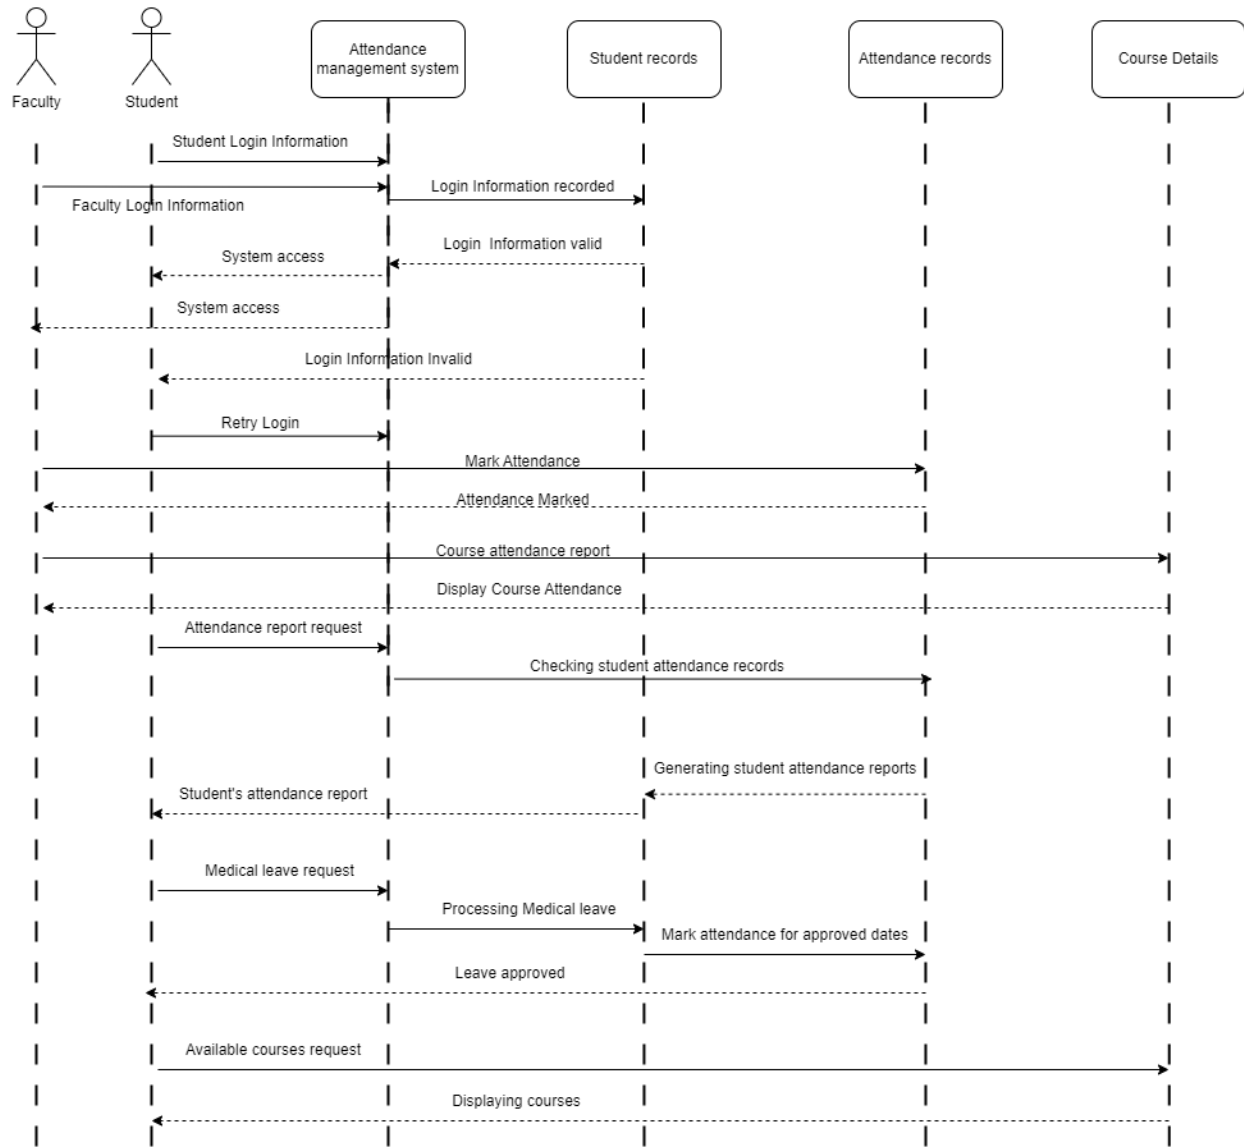 Faculty
Student
Attendance
management system
Student records
Attendance records
Course Details
Student Login Information
Login Information recorded
Faculty Login Information
Login  Information valid
System access
System access
Login Information Invalid
Retry Login
Mark Attendance
Attendance Marked
Course attendance report
Display Course Attendance
Attendance report request
Checking student attendance records
Generating student attendance reports
Student's attendance report
Medical leave request
Processing Medical leave
Mark attendance for approved dates
Leave approved
Available courses request
Displaying courses